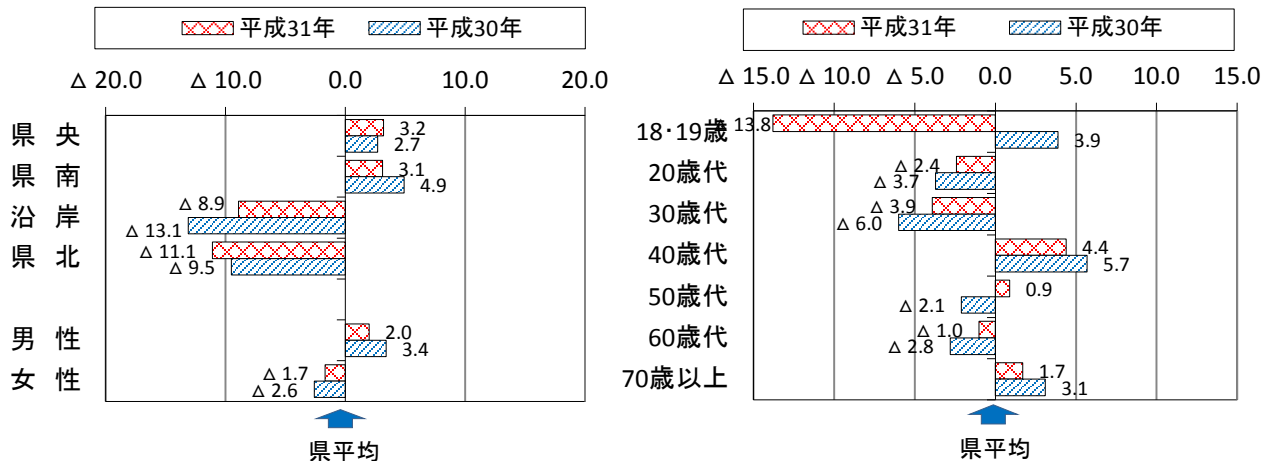 平成31年 平成30年
△ 20.0 △ 10.0 0.0 10.0 20.0
県 央 3.2
2.7
県 南 3.1
4.9
沿 岸 △ 8.9
△ 13.1
県 北 △ 11.1
△ 9.5
男 性 2.0
3.4
女 性 △ 1.7
△ 2.6
県平均
平成31年 平成30年
△ 15.0 △ 10.0 △ 5.0 0.0 5.0 10.0 15.0
18・19歳 △ 13.8
3.9
20歳代 △ 2.4
△ 3.7
30歳代 △ 3.9
△ 6.0
40歳代 4.4
5.7
50歳代 0.9
△ 2.1
60歳代 △ 1.0
△ 2.8
70歳以上 1.7
3.1
県平均